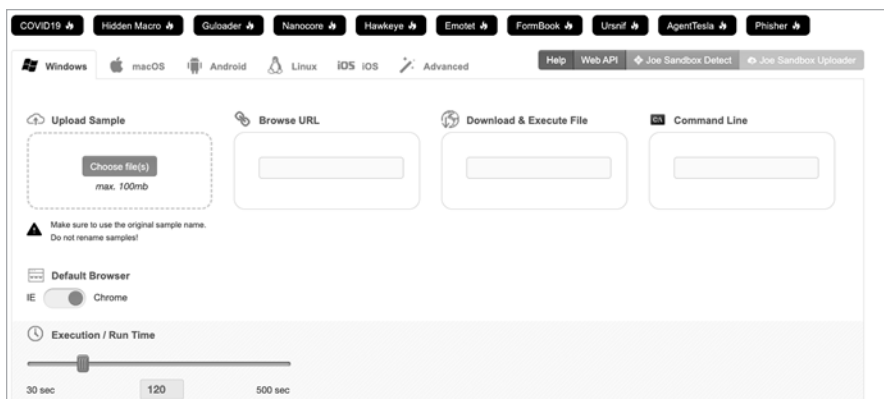 COVID19 Hidden Macro Guloader Nanocore Hawkeye Emotet FormBook Ursnif AgentTesla Phisher
Windows macOS Android Linux iOS iOS Advanced Help Web API Joe Sandbox Detect Joe Sandbox Uploader
Upload Sample Browse URL Download & Execute File C:\ Command Line
Choose file(s)
max. 100mb
Make sure to use the original sample name.
Do not rename samples!
Default Browser
IE Chrome
Execution / Run Time
30 sec 120 500 sec